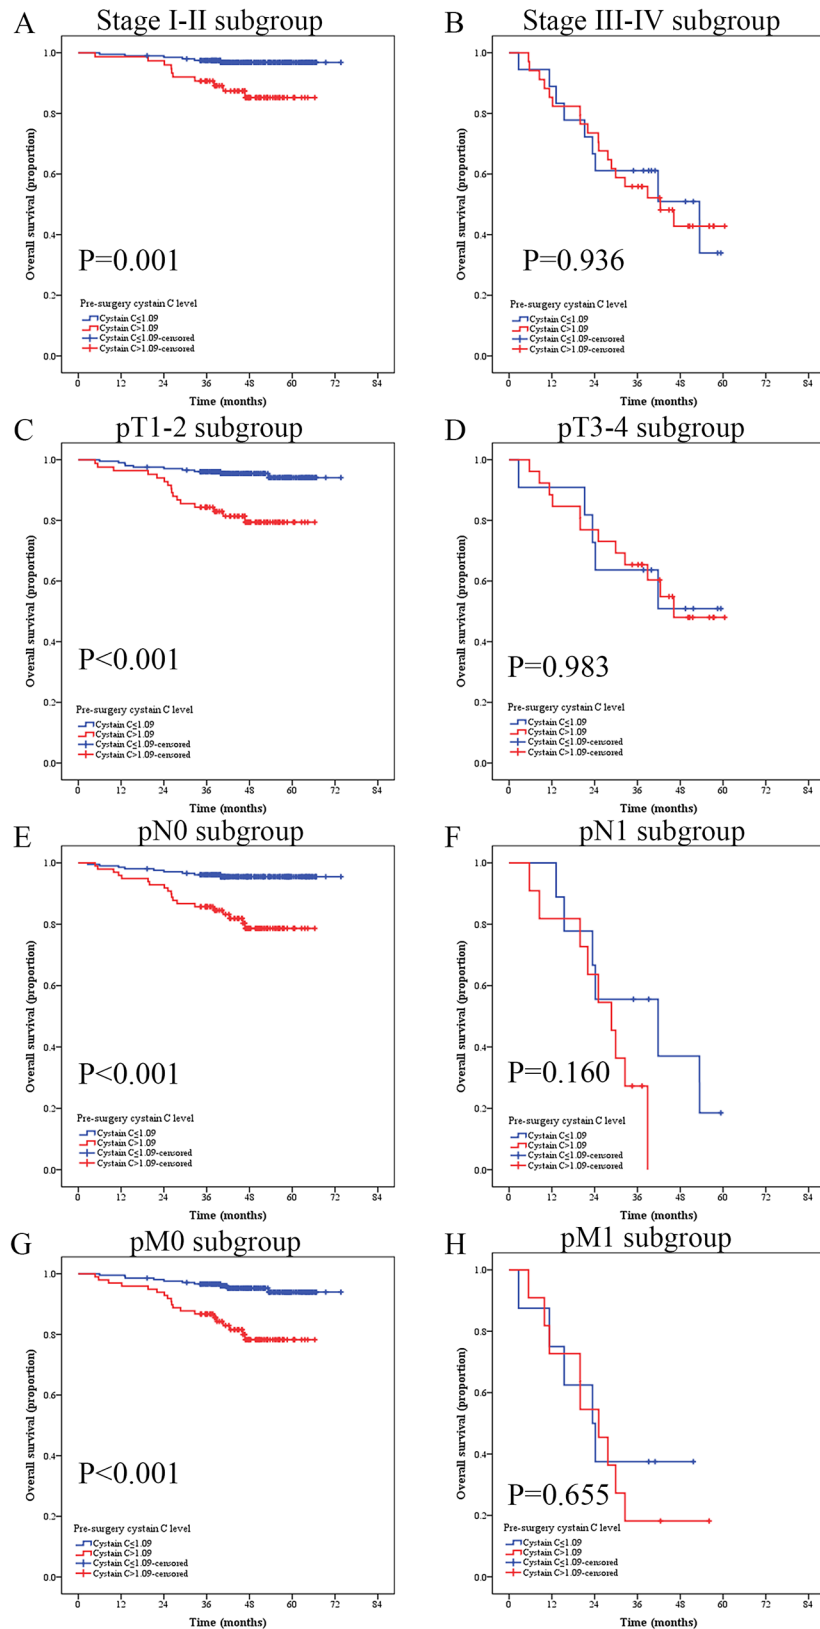 A
Stage I-II subgroup
Overall survival (proportion)
1.0
0.8
0.6
0.4
0.2
0.0
P=0.001
Pre-surgery cystain C level
Cystain C≤1.09
Cystain C>1.09
Cystain C≤1.09-censored
Cystain C>1.09-censored
0 12 24 36 48 60 72 84
Time (months)
B
Stage III-IV subgroup
Overall survival (proportion)
1.0
0.8
0.6
0.4
0.2
0.0
P=0.936
Pre-surgery cystain C level
Cystain C≤1.09
Cystain C>1.09
Cystain C≤1.09-censored
Cystain C>1.09-censored
0 12 24 36 48 60 72 84
Time (months)
C
pT1-2 subgroup
Overall survival (proportion)
1.0
0.8
0.6
0.4
0.2
0.0
P<0.001
Pre-surgery cystain C level
Cystain C≤1.09
Cystain C>1.09
Cystain C≤1.09-censored
Cystain C>1.09-censored
0 12 24 36 48 60 72 84
Time (months)
D
pT3-4 subgroup
Overall survival (proportion)
1.0
0.8
0.6
0.4
0.2
0.0
P=0.983
Pre-surgery cystain C level
Cystain C≤1.09
Cystain C>1.09
Cystain C≤1.09-censored
Cystain C>1.09-censored
0 12 24 36 48 60 72 84
Time (months)
E
pN0 subgroup
Overall survival (proportion)
1.0
0.8
0.6
0.4
0.2
0.0
P<0.001
Pre-surgery cystain C level
Cystain C≤1.09
Cystain C>1.09
Cystain C≤1.09-censored
Cystain C>1.09-censored
0 12 24 36 48 60 72 84
Time (months)
F
pN1 subgroup
Overall survival (proportion)
1.0
0.8
0.6
0.4
0.2
0.0
P=0.160
Pre-surgery cystain C level
Cystain C≤1.09
Cystain C>1.09
Cystain C≤1.09-censored
Cystain C>1.09-censored
0 12 24 36 48 60 72 84
Time (months)
G
pM0 subgroup
Overall survival (proportion)
1.0
0.8
0.6
0.4
0.2
0.0
P<0.001
Pre-surgery cystain C level
Cystain C≤1.09
Cystain C>1.09
Cystain C≤1.09-censored
Cystain C>1.09-censored
0 12 24 36 48 60 72 84
Time (months)
H
pM1 subgroup
Overall survival (proportion)
1.0
0.8
0.6
0.4
0.2
0.0
P=0.655
Pre-surgery cystain C level
Cystain C≤1.09
Cystain C>1.09
Cystain C≤1.09-censored
Cystain C>1.09-censored
0 12 24 36 48 60 72 84
Time (months)